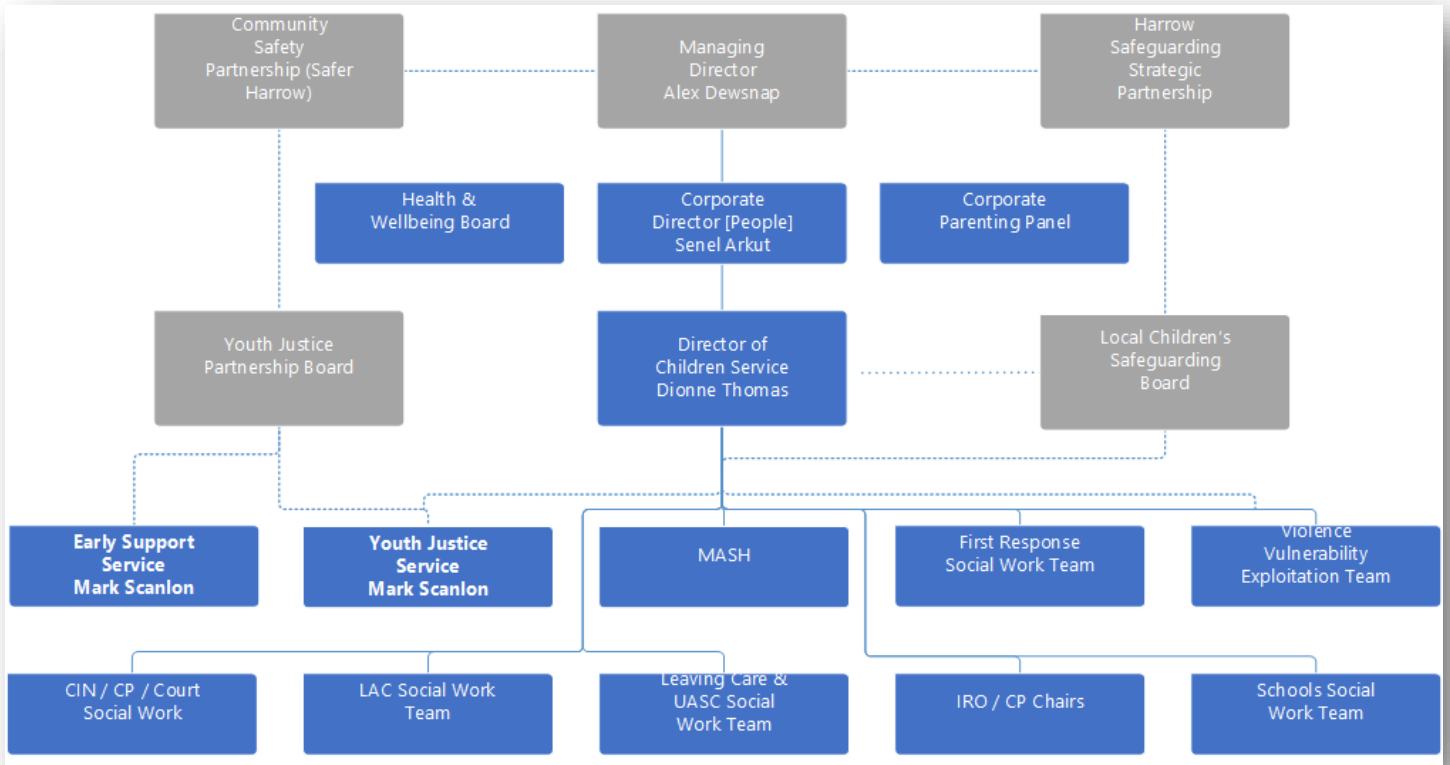 Community
Safety
Partnership (Safer
Harrow)
Managing
Director
Alex Dewsnap
Harrow
Safeguarding
Strategic
Partnership
Health &
Wellbeing Board
Corporate
Director [People]
Senel Arkut
Corporate
Parenting Panel
Youth Justice
Partnership Board
Director of
Children Service
Dionne Thomas
Local Children's
Safeguarding
Board
Early Support
Service
Mark Scanlon
Youth Justice
Service
Mark Scanlon
MASH
First Response
Social Work Team
Violence
Vulnerability
Exploitation Team
CIN / CP / Court
Social Work
LAC Social Work
Team
Leaving Care &
UASC Social
Work Team
IRO / CP Chairs
Schools Social
Work Team